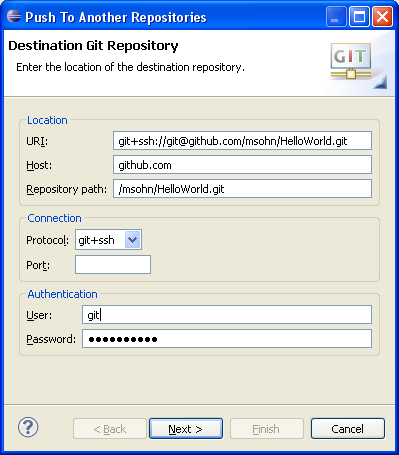 Push To Another Repositories
Destination Git Repository
Enter the location of the destination repository.
GIT
Location
URI: git+ssh://git@github.com/msohn/HelloWorld.git
Host: github.com
Repository path: /msohn/HelloWorld.git
Connection
Protocol: git+ssh
Port:
Authentication
User: git
Password: ●●●●●●●●●●
? < Back Next > Finish Cancel